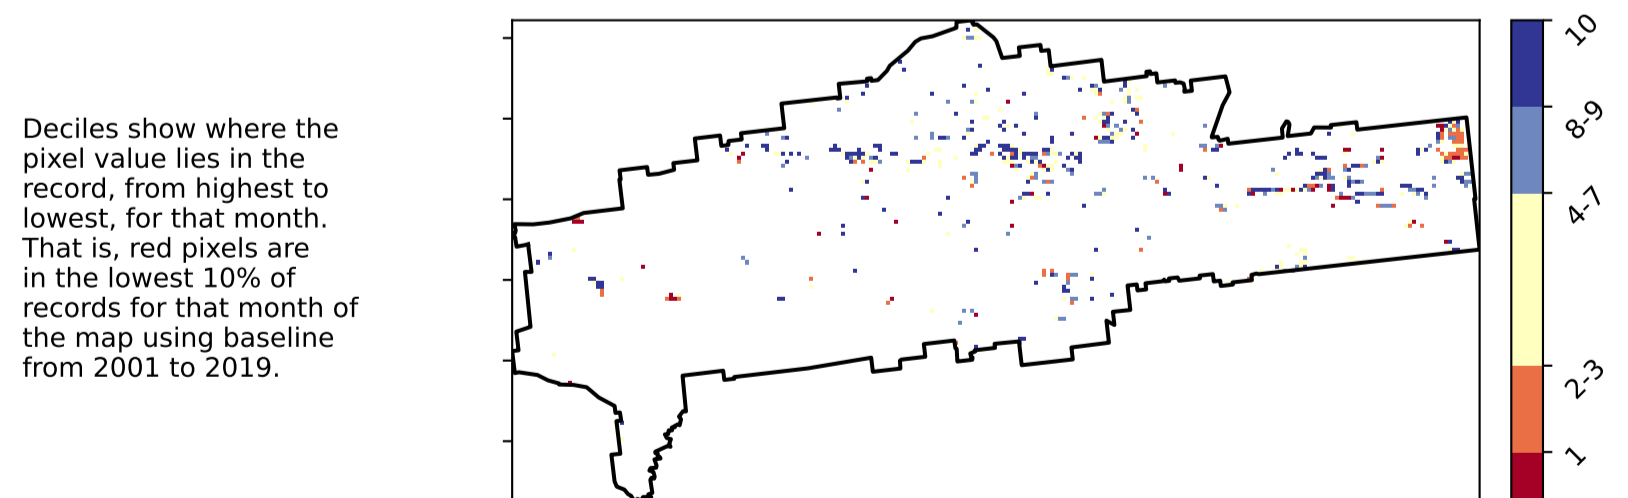 Deciles show where the
pixel value lies in the
record, from highest to
lowest, for that month.
That is, red pixels are
in the lowest 10% of
records for that month of
the map using baseline
from 2001 to 2019.
10
8-9
4-7
2-3
1